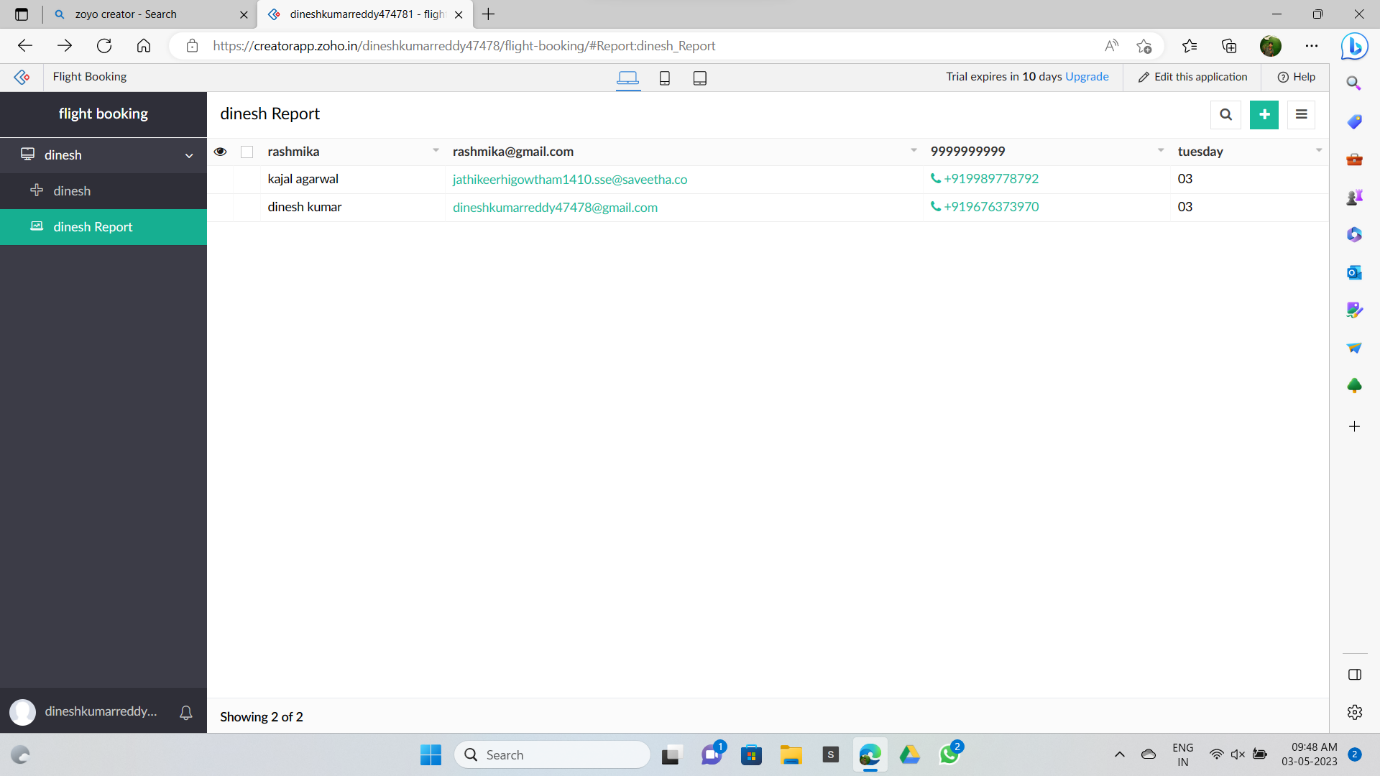 zoyo creator - Search
dineshkumarreddy474781 - fligh
https://creatorapp.zoho.in/dineshkumarreddy47478/flight-booking/#Report:dinesh_Report
Flight Booking
Trial expires in 10 days Upgrade
Edit this application
Help
flight booking
dinesh
dinesh
dinesh Report
dinesh Report
rashmika rashmika@gmail.com 9999999999 tuesday
kajal agarwal jathikeerhigowtham1410.sse@saveetha.co +919989778792 03
dinesh kumar dineshkumarreddy47478@gmail.com +919676373970 03
Showing 2 of 2
dineshkumarreddy...
Search
1
S
2
ENG
IN
09:48 AM
03-05-2023
2